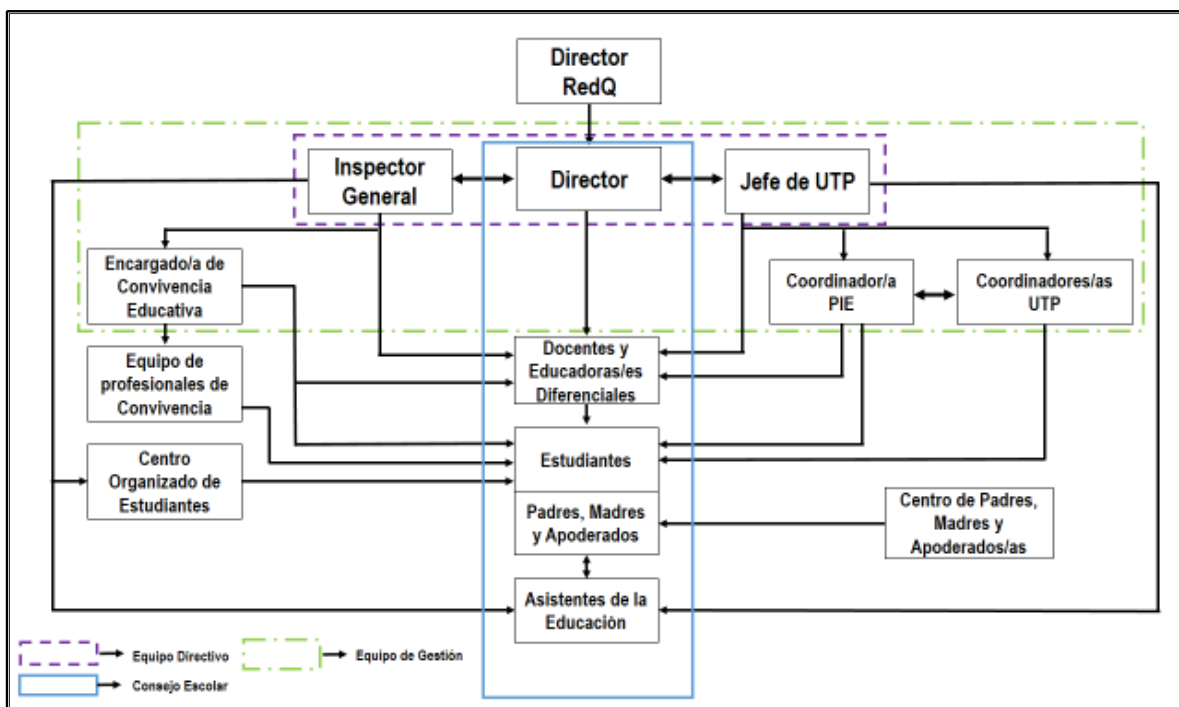 Director
RedQ
Inspector
General
Director
Jefe de UTP
Encargado/a de
Convivencia
Educativa
Coordinador/a
PIE
Coordinadores/as
UTP
Equipo de
profesionales de
Convivencia
Docentes y
Educadoras/es
Diferenciales
Centro
Organizado de
Estudiantes
Estudiantes
Padres, Madres
y Apoderados
Centro de Padres,
Madres y
Apoderados/as
Asistentes de la
Educación
Equipo Directivo
Equipo de Gestión
Consejo Escolar